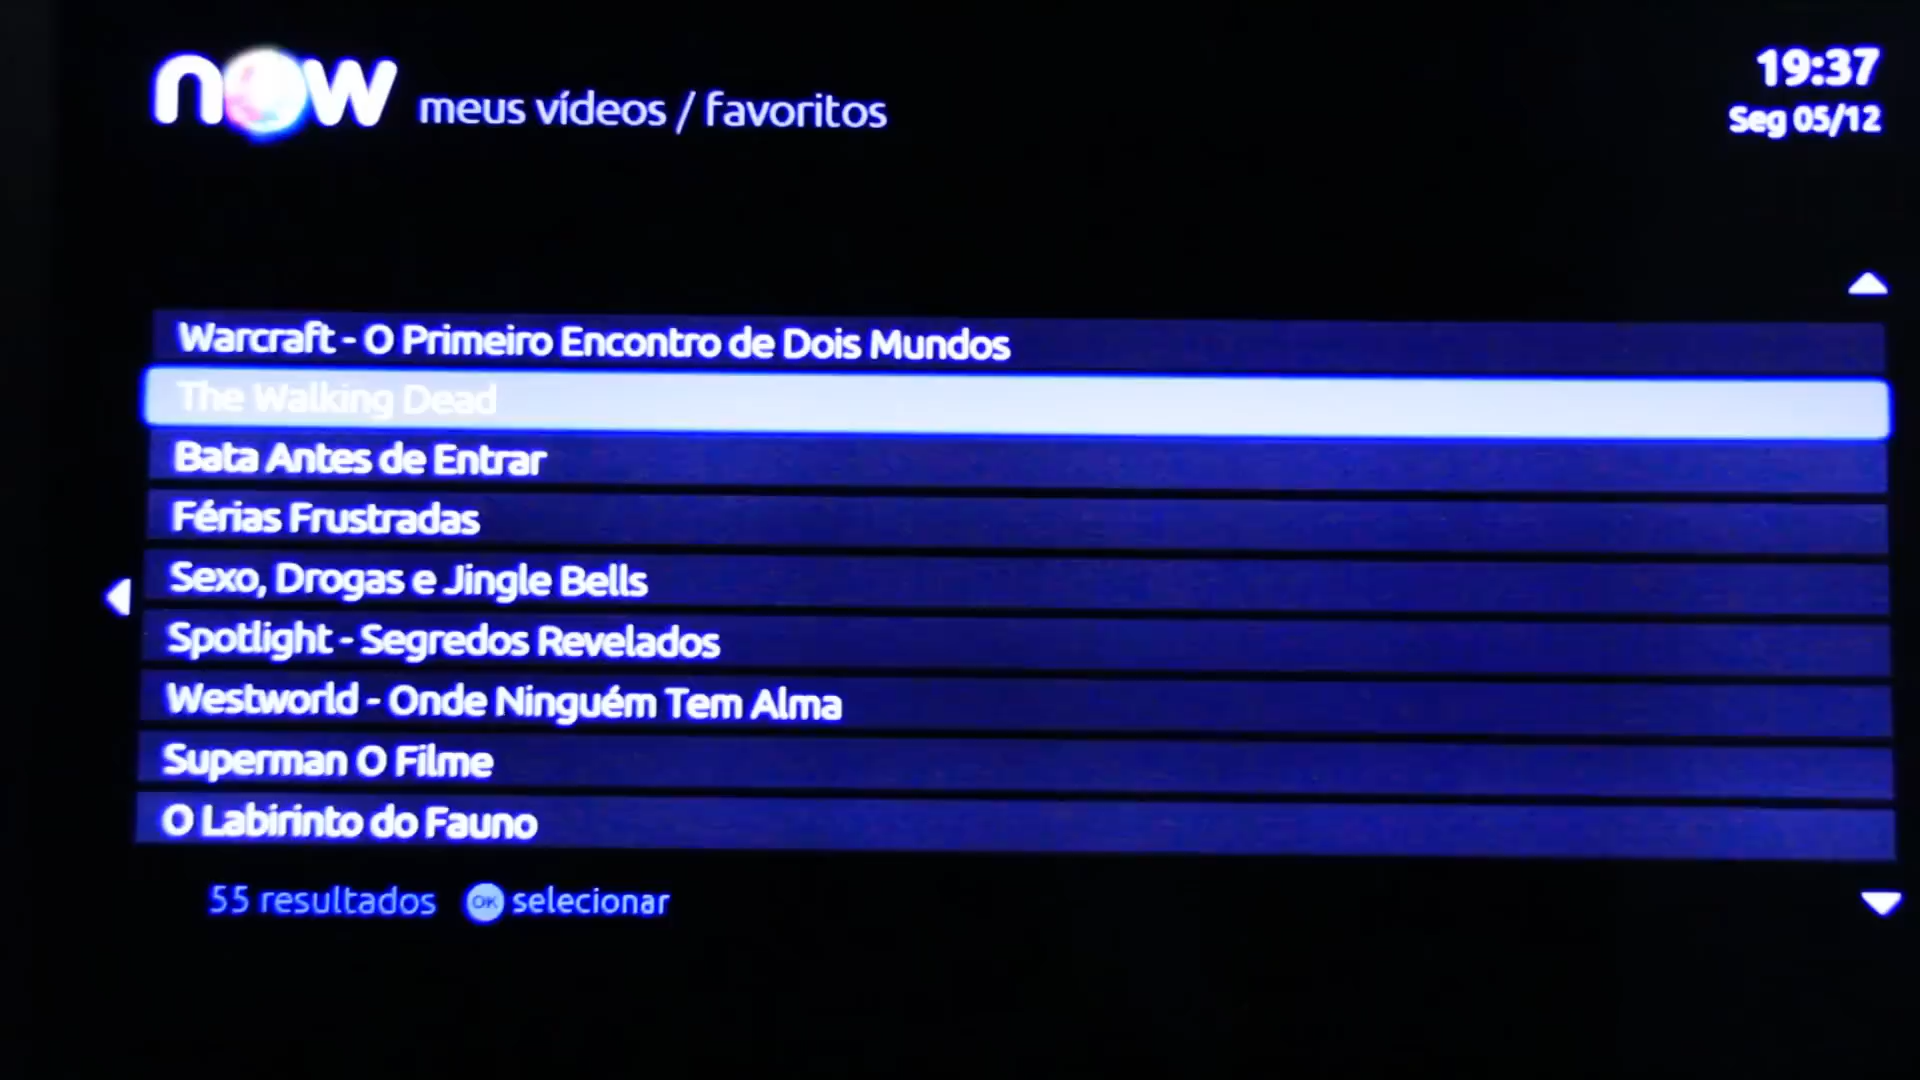 now meus vídeos / favoritos
19:37
Seg 05/12
Warcraft - O Primeiro Encontro de Dois Mundos
The Walking Dead
Bata Antes de Entrar
Férias Frustradas
Sexo, Drogas e Jingle Bells
Spotlight - Segredos Revelados
Westworld - Onde Ninguém Tem Alma
Superman O Filme
O Labirinto do Fauno
55 resultados OK selecionar